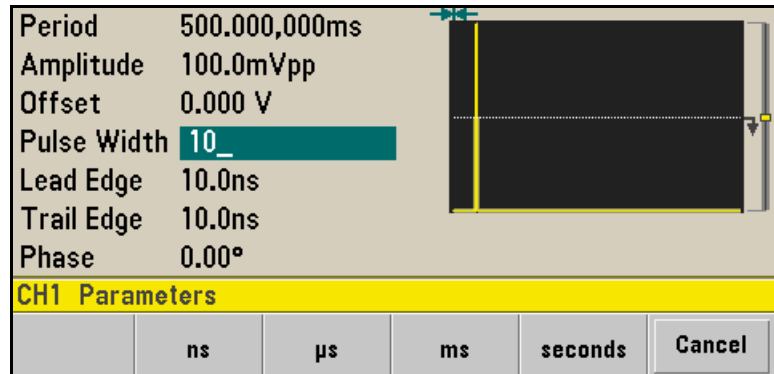 Period 500.000,000ms
Amplitude 100.0mVpp
Offset 0.000 V
Pulse Width 10_
Lead Edge 10.0ns
Trail Edge 10.0ns
Phase 0.00°
CH1 Parameters
ns µs ms seconds Cancel